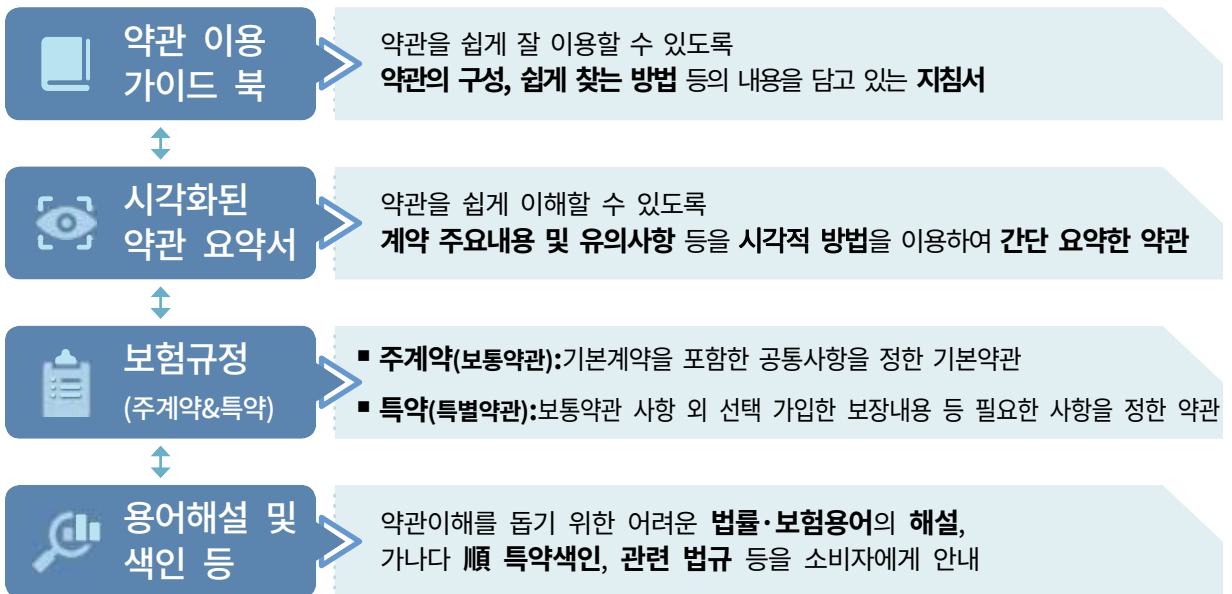 약관 이용
가이드 북
약관을 쉽게 잘 이용할 수 있도록
약관의 구성, 쉽게 찾는 방법 등의 내용을 담고 있는 지침서
시각화된
약관 요약서
약관을 쉽게 이해할 수 있도록
계약 주요내용 및 유의사항 등을 시각적 방법을 이용하여 간단 요약한 약관
보험규정
(주계약&특약)
▪ 주계약(보통약관):기본계약을 포함한 공통사항을 정한 기본약관
▪ 특약(특별약관):보통약관 사항 외 선택 가입한 보장내용 등 필요한 사항을 정한 약관
용어해설 및
색인 등
약관이해를 돕기 위한 어려운 법률·보험용어의 해설,
가나다 順 특약색인, 관련 법규 등을 소비자에게 안내